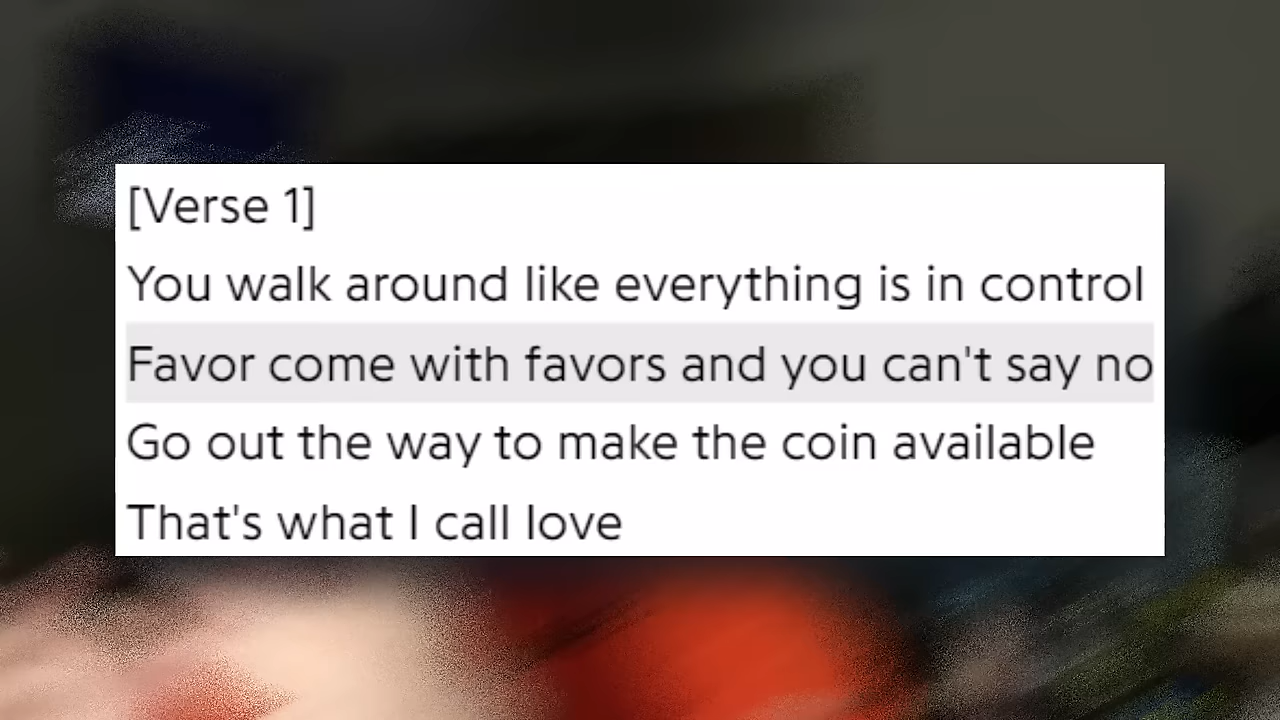 [Verse 1]
You walk around like everything is in control
Favor come with favors and you can't say no
Go out the way to make the coin available
That's what I call love